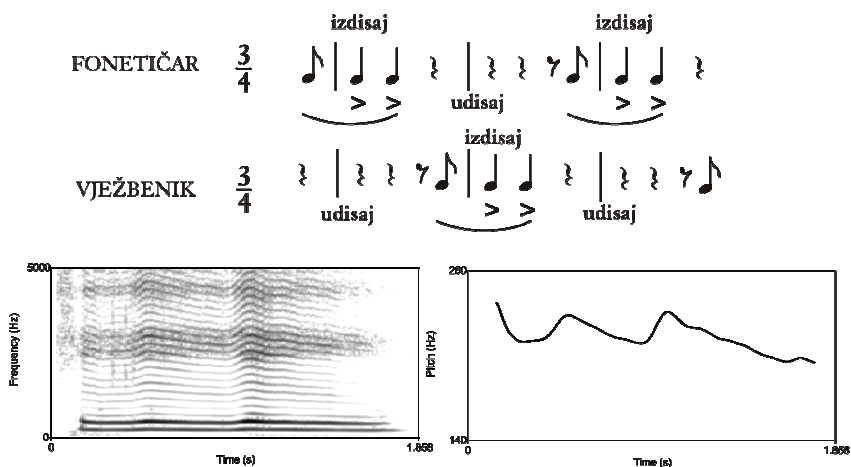 izdisaj izdisaj
FONETIČAR 3/4 > > > >
udisaj
izdisaj
VJEŽBENIK 3/4 > >
udisaj udisaj
5000 260
Frequency (Hz) Pitch (Hz)
0 140
0 1.856 0 1.856
Time (s) Time (s)